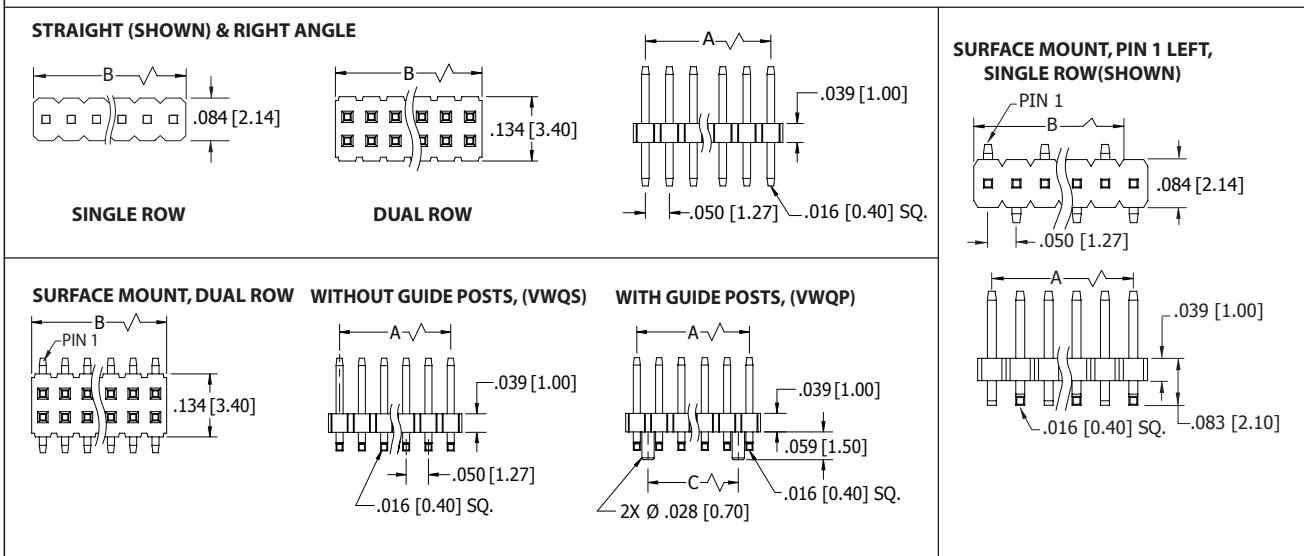 STRAIGHT (SHOWN) & RIGHT ANGLE
B
.084 [2.14]
SINGLE ROW
B
.134 [3.40]
DUAL ROW
A
.039 [1.00]
.050 [1.27]
.016 [0.40] SQ.
SURFACE MOUNT, PIN 1 LEFT,
SINGLE ROW(SHOWN)
PIN 1
B
.084 [2.14]
.050 [1.27]
A
.039 [1.00]
.016 [0.40] SQ.
.083 [2.10]
SURFACE MOUNT, DUAL ROW
B
PIN 1
.134 [3.40]
WITHOUT GUIDE POSTS, (VWQS)
A
.039 [1.00]
.050 [1.27]
.016 [0.40] SQ.
WITH GUIDE POSTS, (VWQP)
A
.039 [1.00]
.059 [1.50]
C
.016 [0.40] SQ.
2X Ø .028 [0.70]